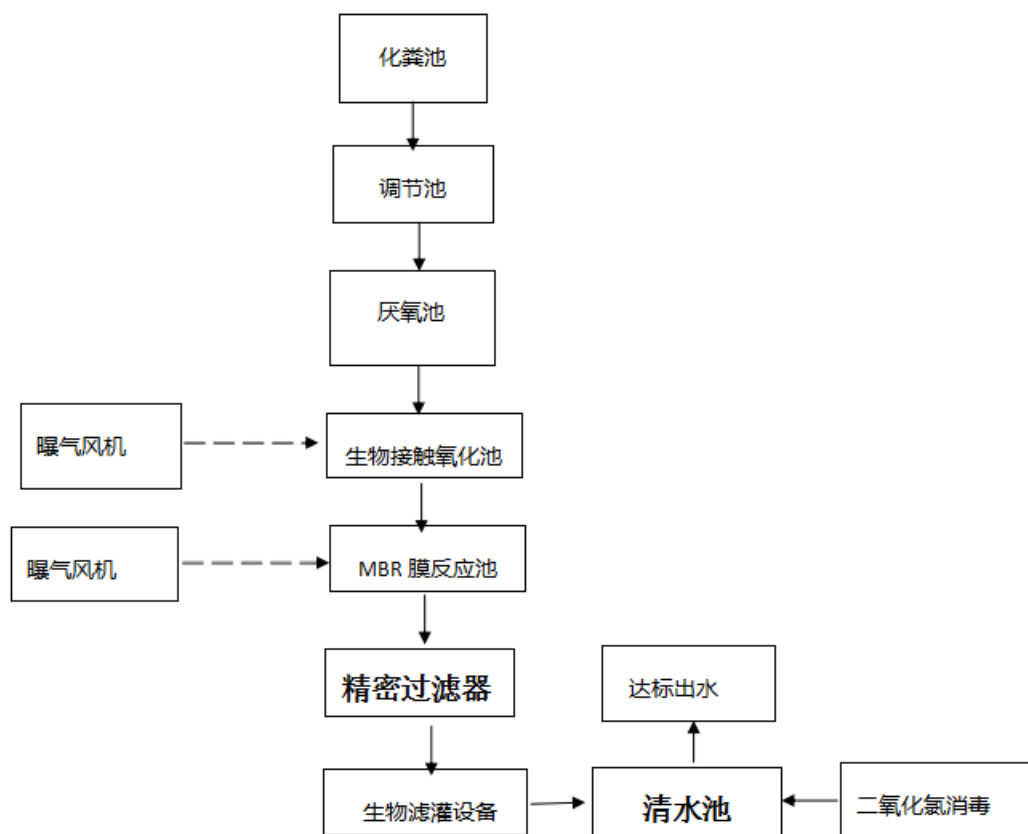 化粪池
调节池
厌氧池
曝气风机
生物接触氧化池
曝气风机
MBR 膜反应池
精密过滤器
达标出水
生物滤灌设备
清水池
二氧化氯消毒